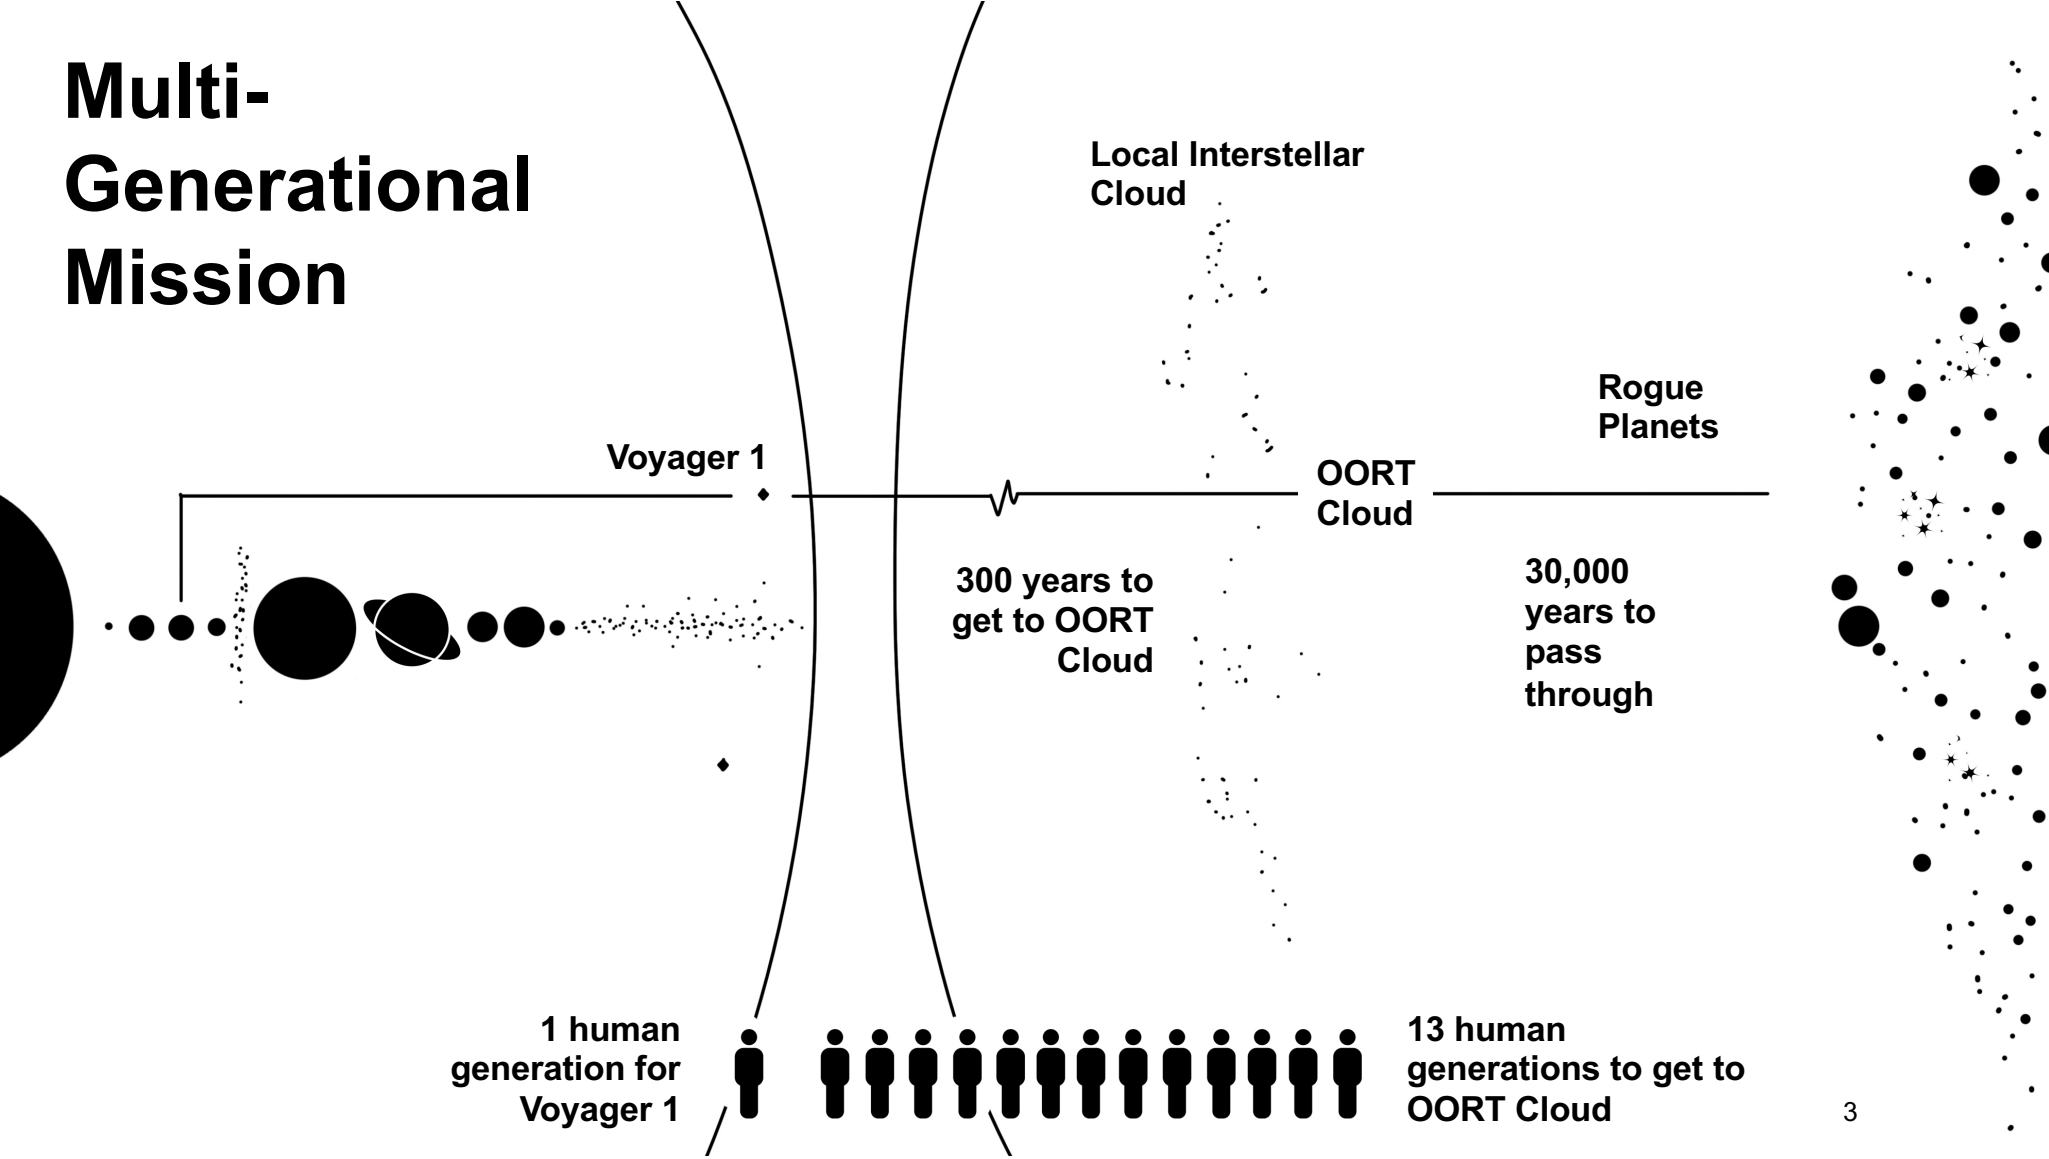 Multi-
Generational
Mission
Local Interstellar
Cloud
Rogue
Planets
Voyager 1
OORT
Cloud
300 years to
get to OORT
Cloud
30,000
years to
pass
through
1 human
generation for
Voyager 1
13 human
generations to get to
OORT Cloud
3